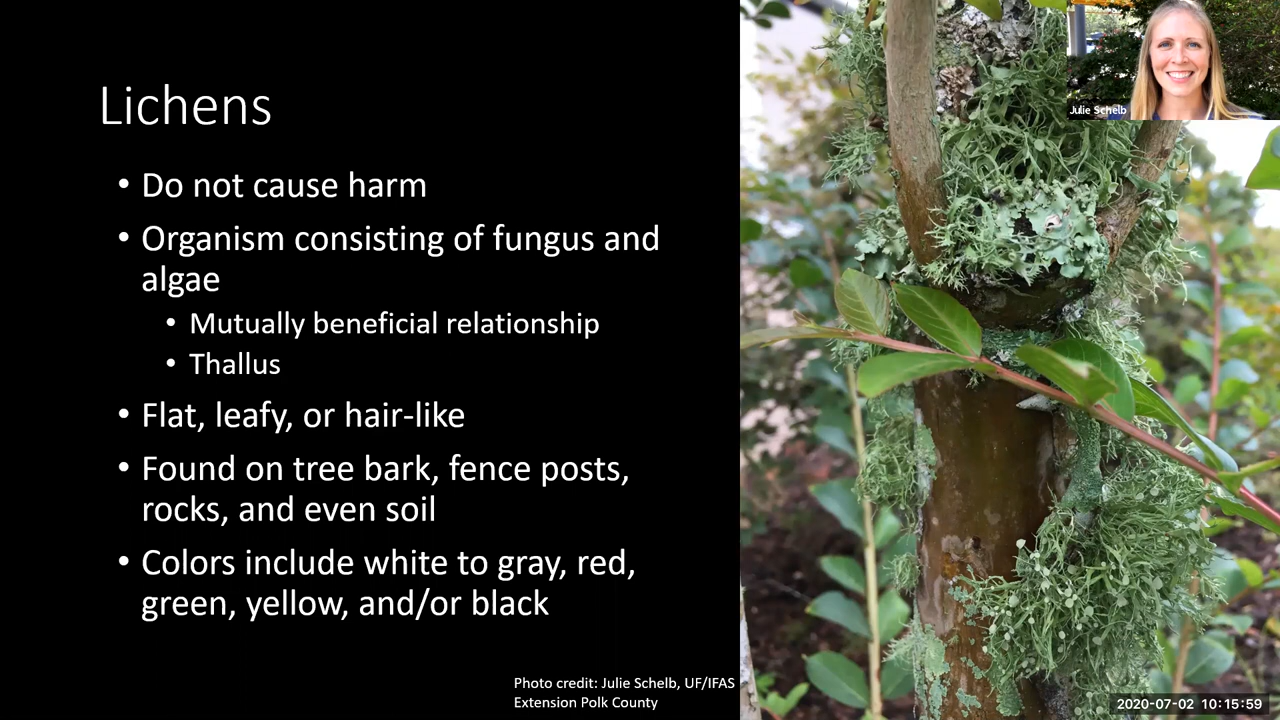 Lichens
• Do not cause harm
• Organism consisting of fungus and
algae
• Mutually beneficial relationship
• Thallus
• Flat, leafy, or hair-like
• Found on tree bark, fence posts,
rocks, and even soil
• Colors include white to gray, red,
green, yellow, and/or black
Photo credit: Julie Schelb, UF/IFAS
Extension Polk County
Julie Schelb
2020-07-02 10:15:59